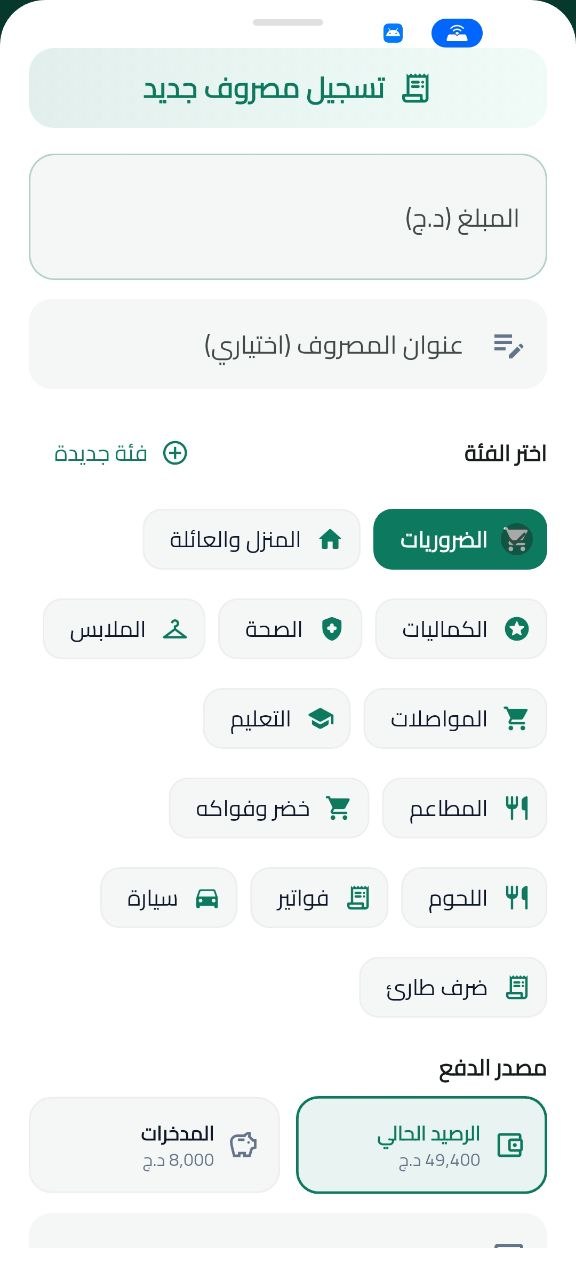 تسجيل مصروف جديد
المبلغ (د.ج)
عنوان المصروف (اختياري)
اختر الفئة
فئة جديدة
الضروريات
المنزل والعائلة
الكماليات
الصحة
الملابس
المواصلات
التعليم
المطاعم
خضر وفواكه
اللحوم
فواتير
سيارة
ضرف طارئ
مصدر الدفع
الرصيد الحالي
49,400 د.ج
المدخرات
8,000 د.ج